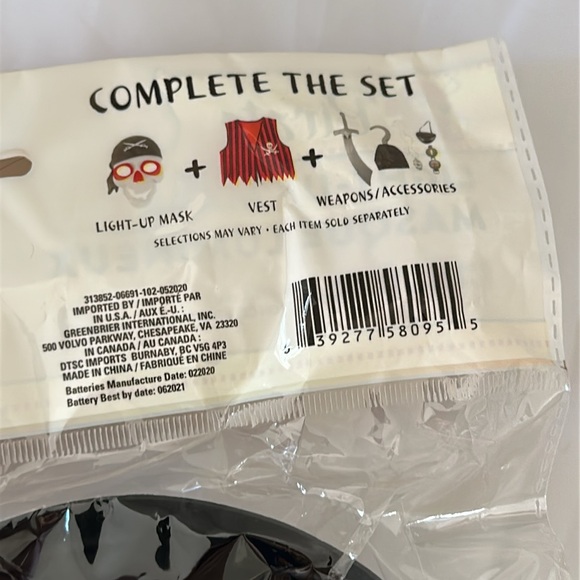 COMPLETE THE SET
+ +
LIGHT-UP MASK VEST WEAPONS/ACCESSORIES
SELECTIONS MAY VARY • EACH ITEM SOLD SEPARATELY
313852-06691-102-052020
IMPORTED BY / IMPORTÉ PAR
IN U.S.A. / AUX É.-U. :
GREENBRIER INTERNATIONAL, INC.
500 VOLVO PARKWAY, CHESAPEAKE, VA 23320
IN CANADA / AU CANADA :
DTSC IMPORTS BURNABY, BC V5G 4P3
MADE IN CHINA / FABRIQUÉ EN CHINE
Batteries Manufacture Date: 022020
Battery Best by date: 062021
39277 58095 5